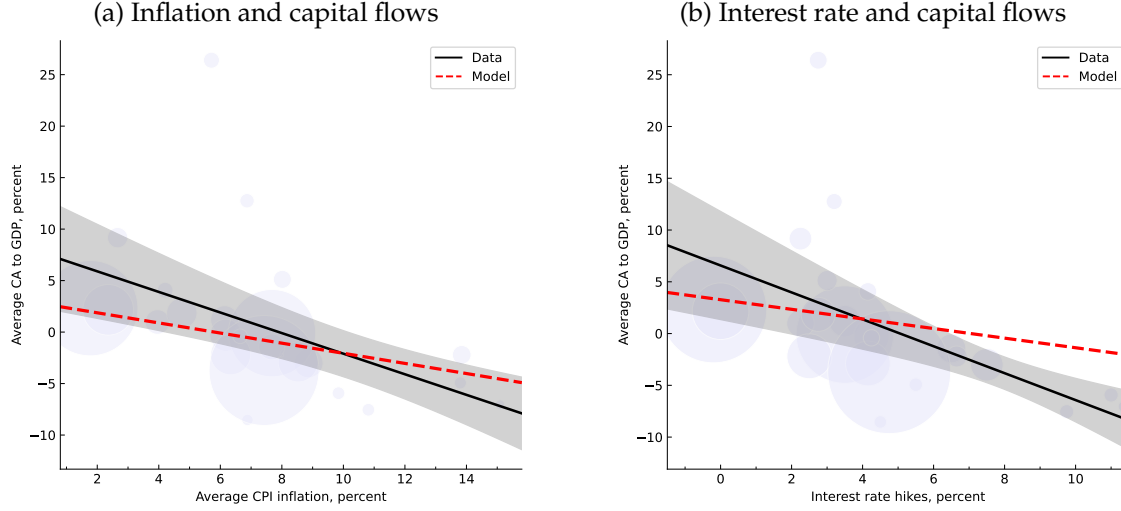 (a) Inflation and capital flows
Data
Model
25
20
15
10
5
0
−5
−10
Average CA to GDP, percent
2 4 6 8 10 12 14
Average CPI inflation, percent
(b) Interest rate and capital flows
Data
Model
25
20
15
10
5
0
−5
−10
Average CA to GDP, percent
0 2 4 6 8 10
Interest rate hikes, percent